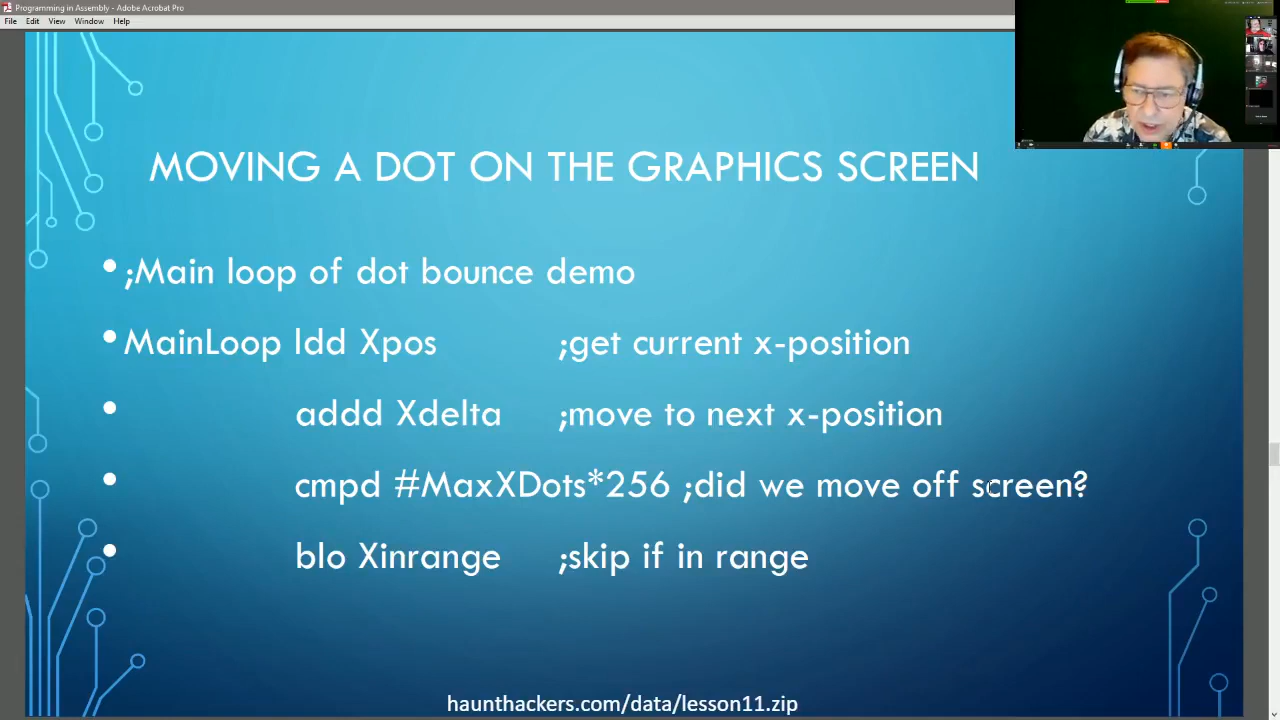 Programming in Assembly - Adobe Acrobat Pro
File Edit View Window Help
MOVING A DOT ON THE GRAPHICS SCREEN
• ;Main loop of dot bounce demo
• MainLoop ldd Xpos ;get current x-position
• addd Xdelta ;move to next x-position
• cmpd #MaxXDots*256 ;did we move off screen?
• blo Xinrange ;skip if in range
haunthackers.com/data/lesson11.zip